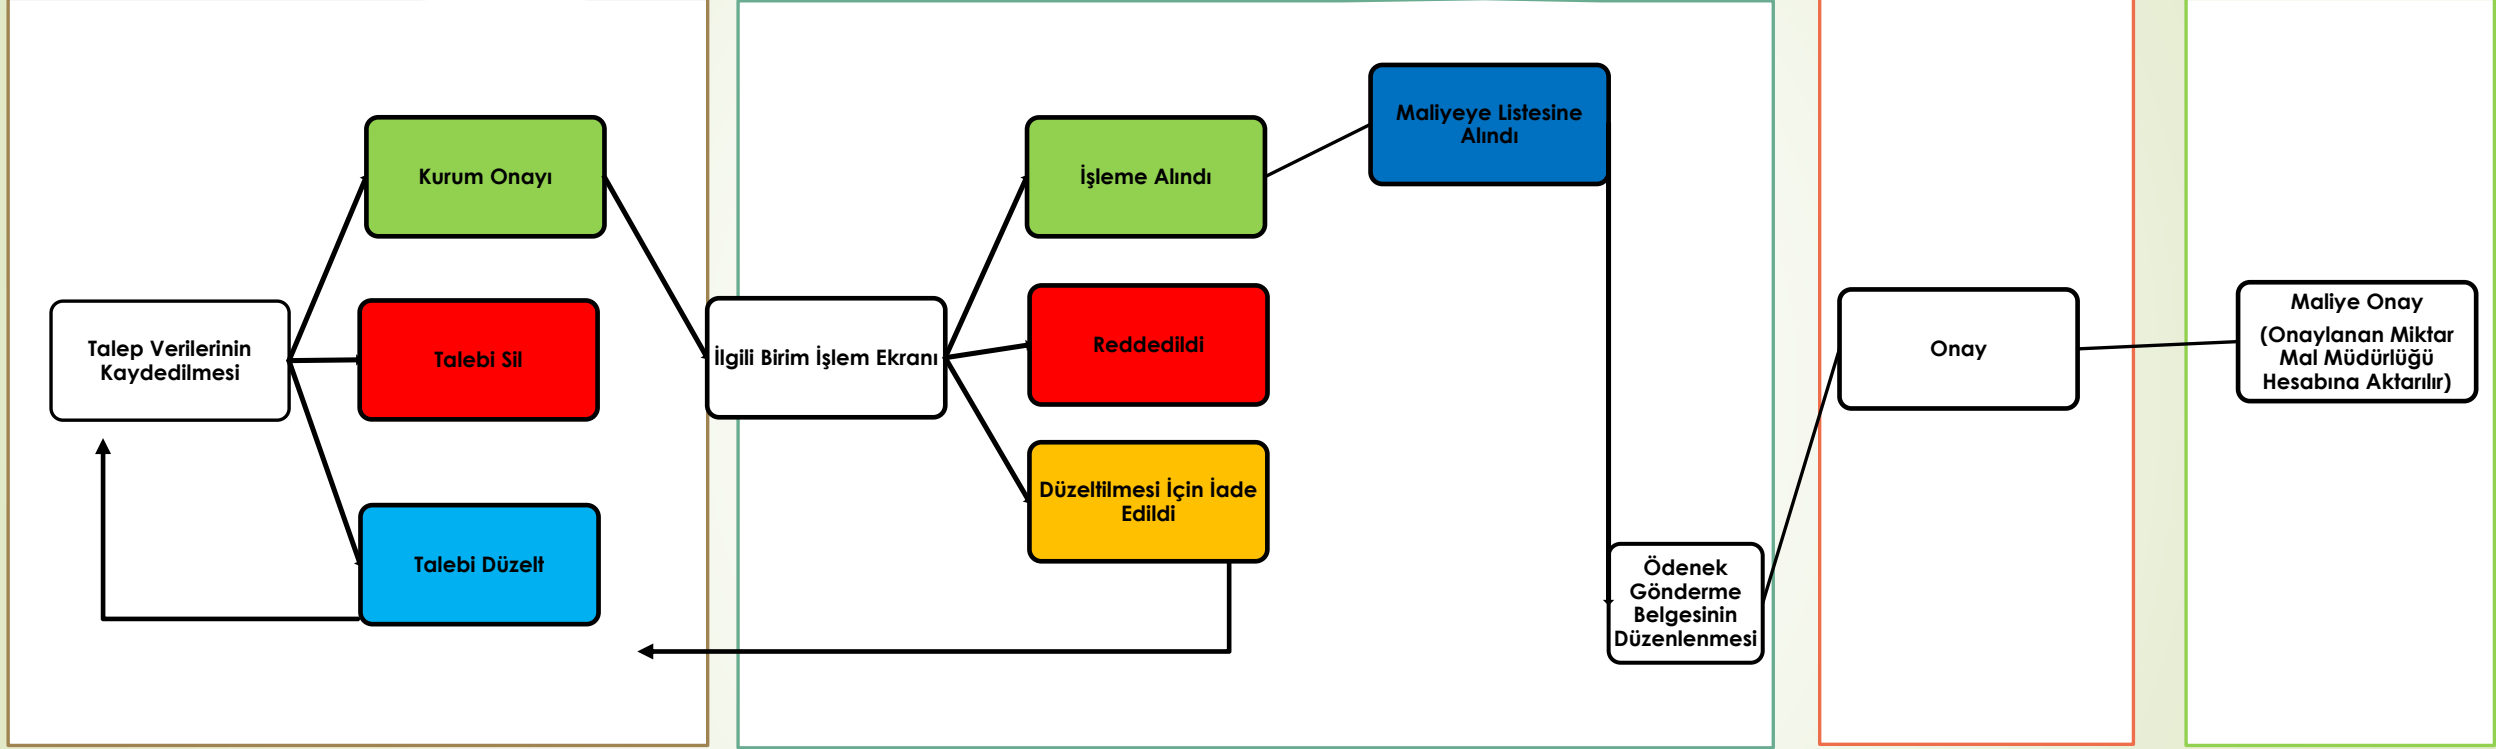 Talep Verilerinin
Kaydedilmesi
Kurum Onayı
Talebi Sil
Talebi Düzelt
İlgili Birim İşlem Ekranı
İşleme Alındı
Reddedildi
Düzeltilmesi İçin İade
Edildi
Maliyeye Listesine
Alındı
Ödenek
Gönderme
Belgesinin
Düzenlenmesi
Onay
Maliye Onay
(Onaylanan Miktar
Mal Müdürlüğü
Hesabına Aktarılır)